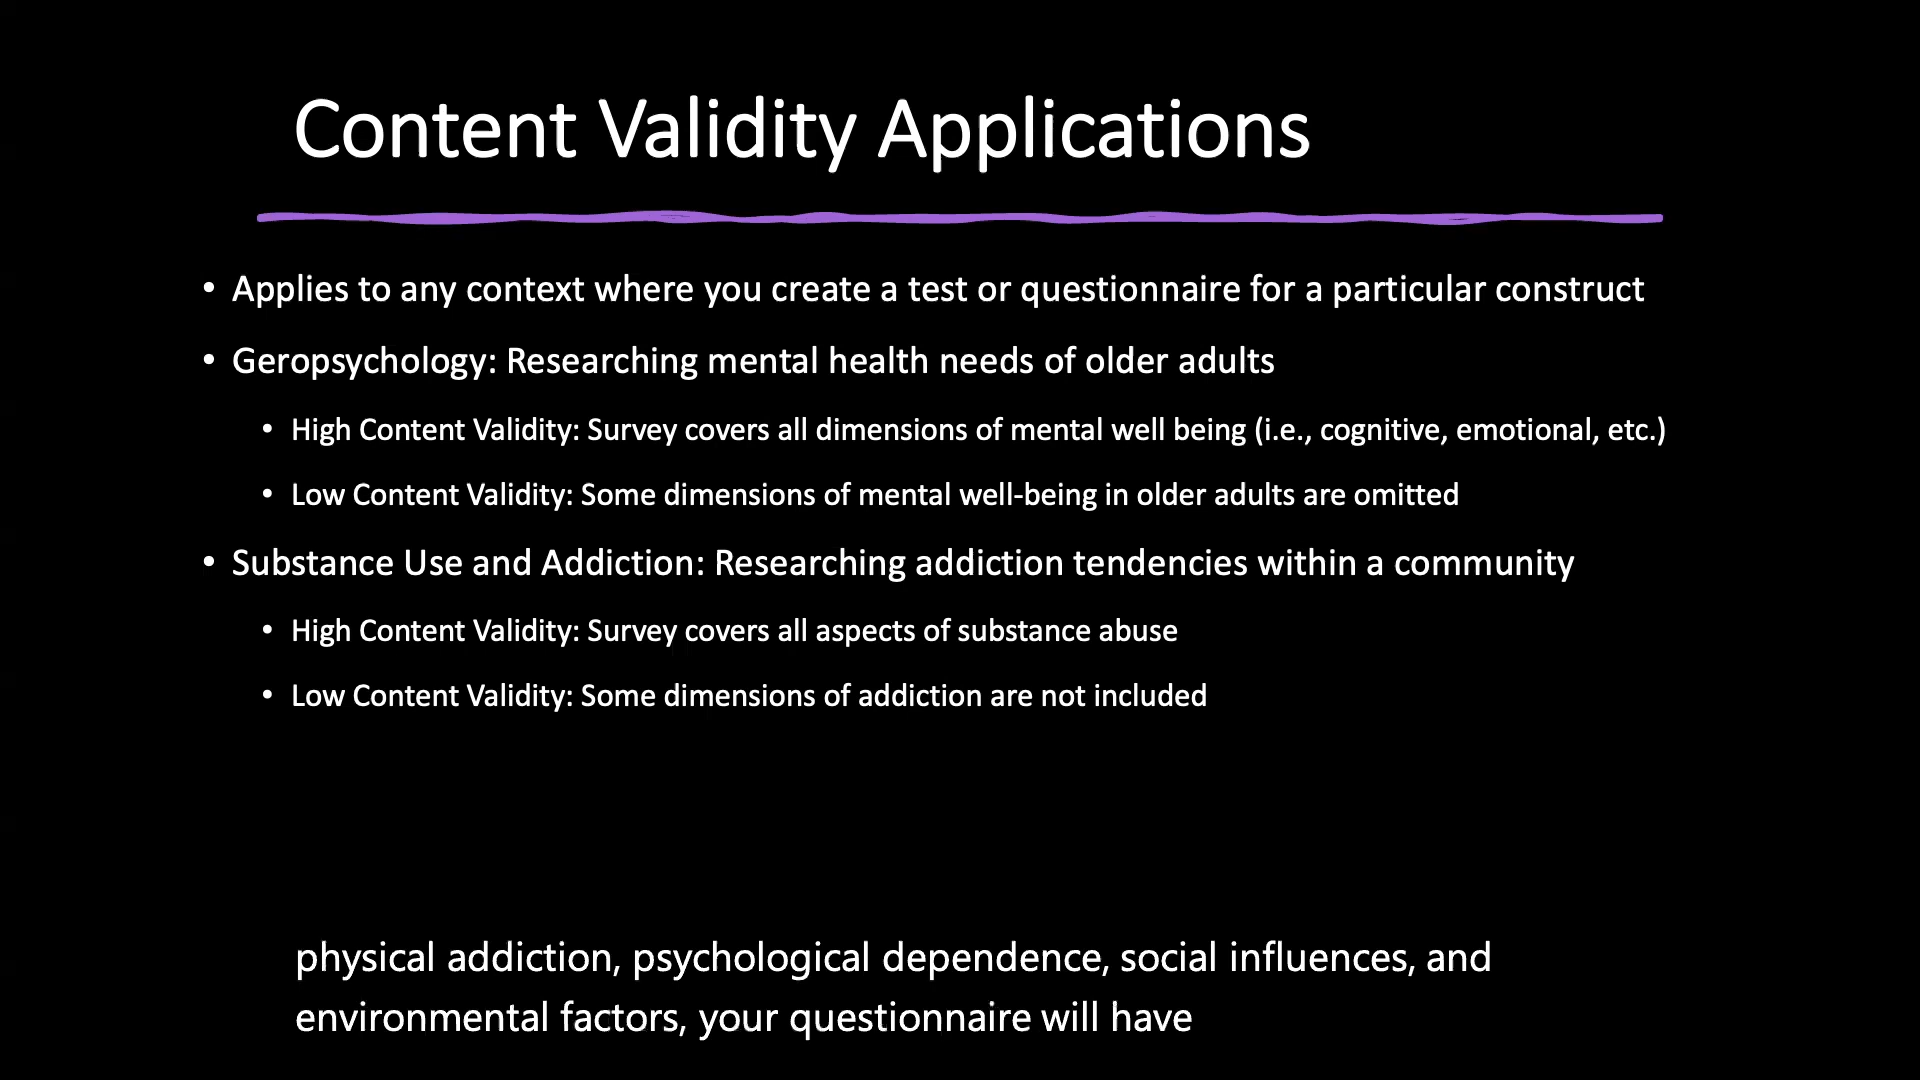 Content Validity Applications
• Applies to any context where you create a test or questionnaire for a particular construct
• Geropsychology: Researching mental health needs of older adults
• High Content Validity: Survey covers all dimensions of mental well being (i.e., cognitive, emotional, etc.)
• Low Content Validity: Some dimensions of mental well-being in older adults are omitted
• Substance Use and Addiction: Researching addiction tendencies within a community
• High Content Validity: Survey covers all aspects of substance abuse
• Low Content Validity: Some dimensions of addiction are not included
physical addiction, psychological dependence, social influences, and
environmental factors, your questionnaire will have